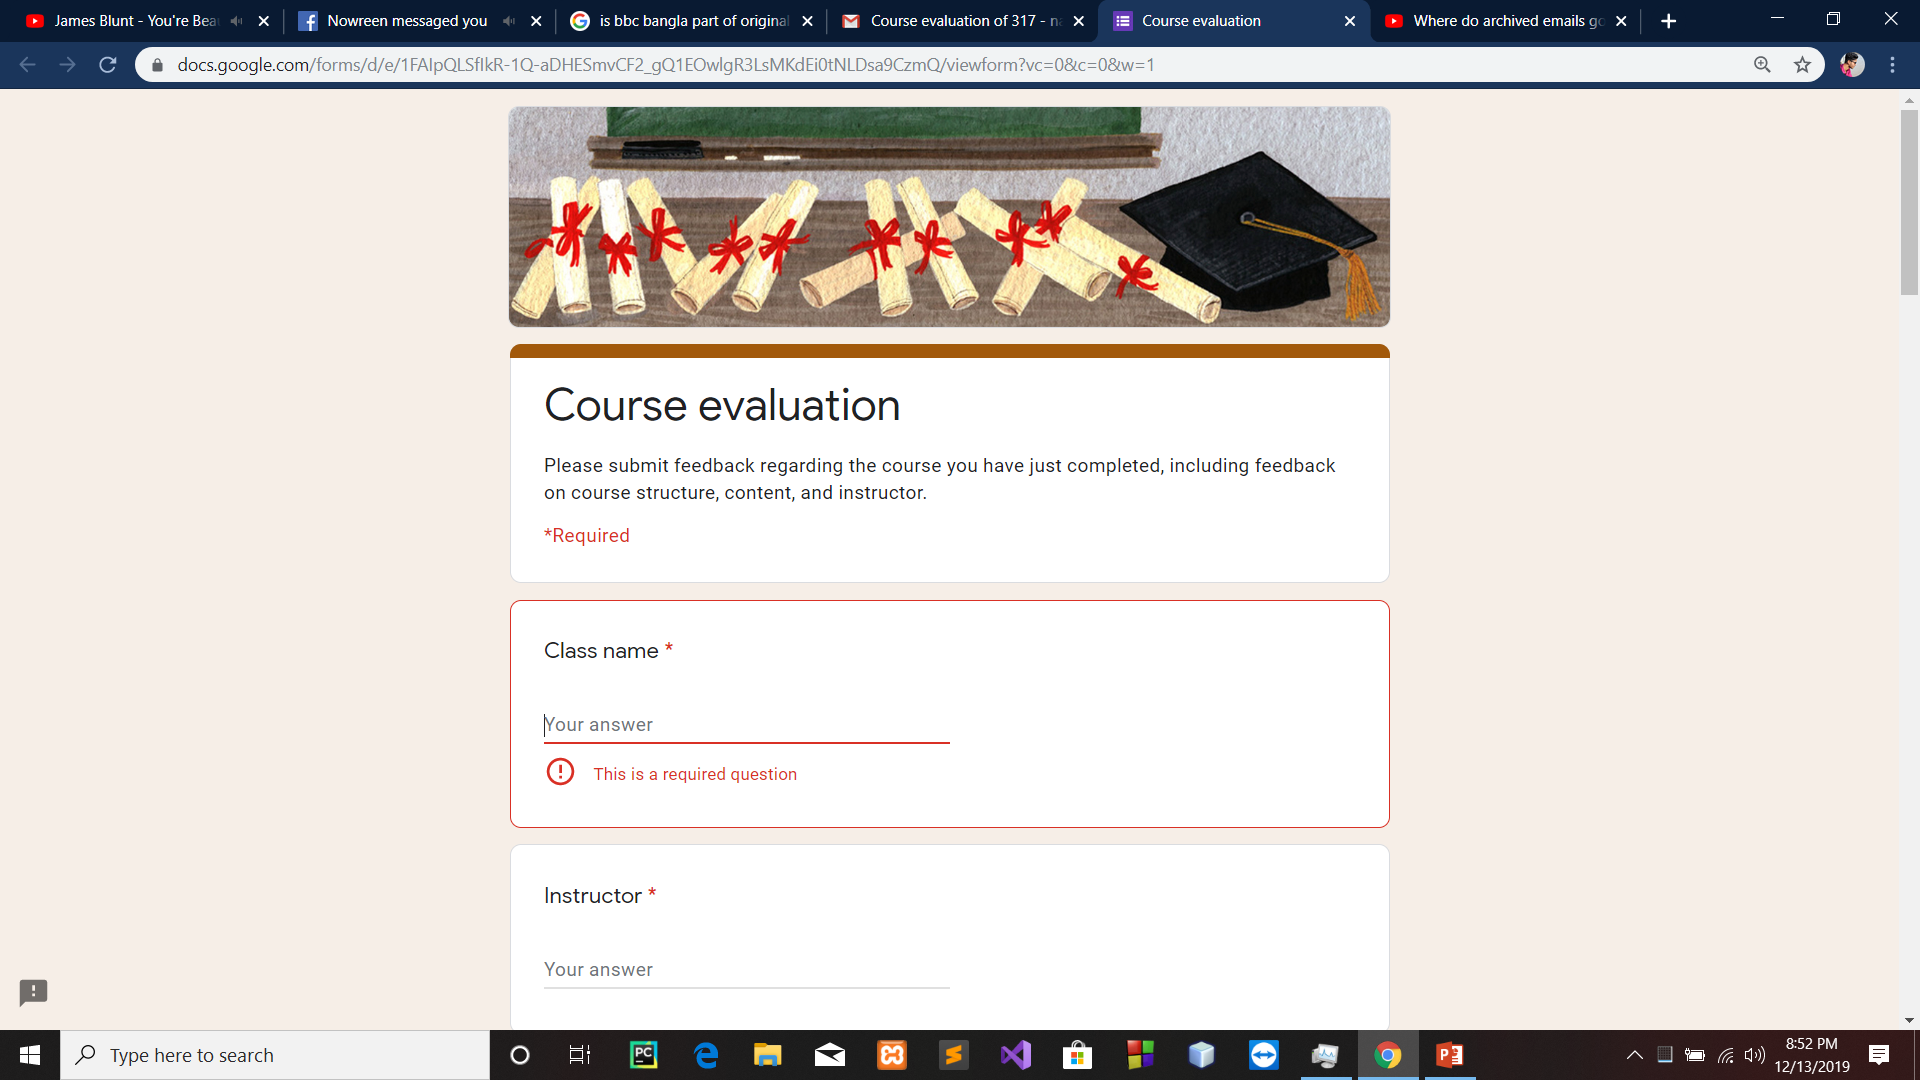 James Blunt - You're Bea
Nowreen messaged you
is bbc bangla part of original
Course evaluation of 317 - na
Course evaluation
Where do archived emails go
docs.google.com/forms/d/e/1FAIpQLSfIkR-1Q-aDHESmvCF2_gQ1EOwlgR3LsMKdEi0tNLDsa9CzmQ/viewform?vc=0&c=0&w=1
Course evaluation
Please submit feedback regarding the course you have just completed, including feedback
on course structure, content, and instructor.
*Required
Class name *
Your answer
This is a required question
Instructor *
Your answer
Type here to search
PC
8:52 PM
12/13/2019